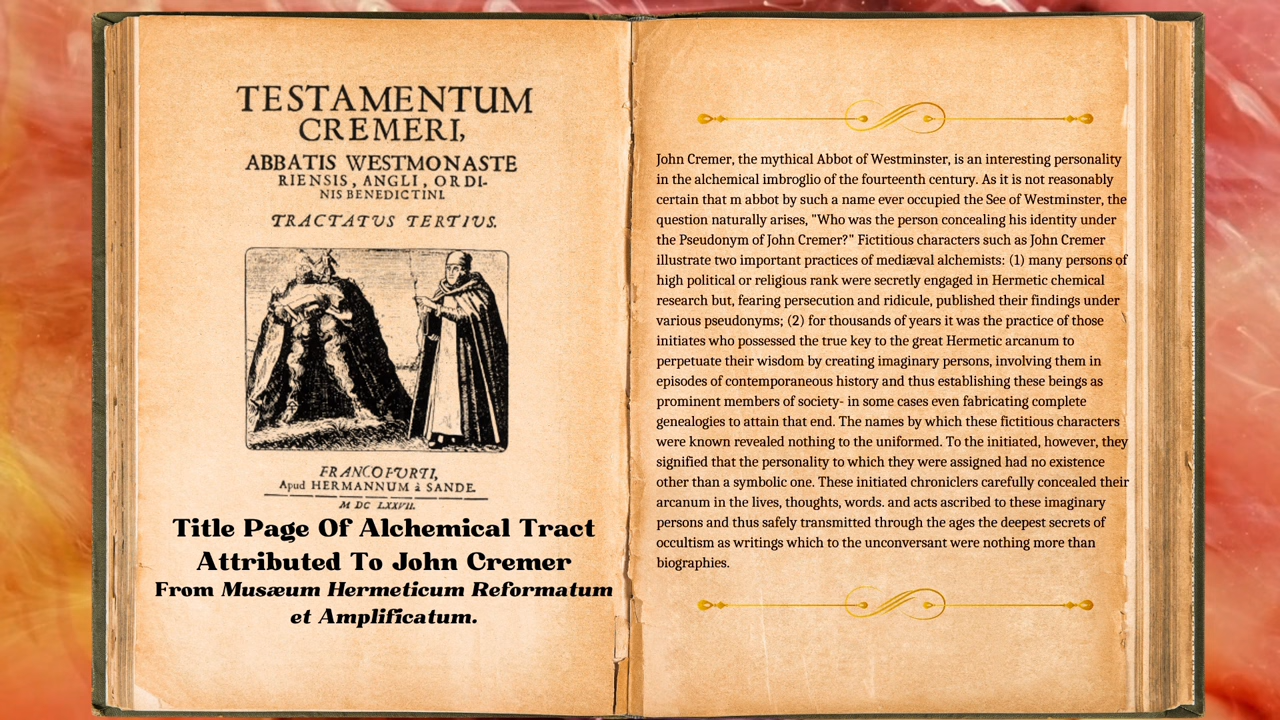 TESTAMENTUM
CREMERI,
ABBATIS WESTMONASTE
RIENSIS, ANGLI, ORDI-
NIS BENEDICTINI.
TRACTATVS TERTIVS.
FRANCOFVRTI,
Apud HERMANNUM à SANDE.
M DC LXXVII.
Title Page Of Alchemical Tract
Attributed To John Cremer
From Musæum Hermeticum Reformatum
et Amplificatum.
John Cremer, the mythical Abbot of Westminster, is an interesting personality
in the alchemical imbroglio of the fourteenth century. As it is not reasonably
certain that m abbot by such a name ever occupied the See of Westminster, the
question naturally arises, "Who was the person concealing his identity under
the Pseudonym of John Cremer?" Fictitious characters such as John Cremer
illustrate two important practices of mediæval alchemists: (1) many persons of
high political or religious rank were secretly engaged in Hermetic chemical
research but, fearing persecution and ridicule, published their findings under
various pseudonyms; (2) for thousands of years it was the practice of those
initiates who possessed the true key to the great Hermetic arcanum to
perpetuate their wisdom by creating imaginary persons, involving them in
episodes of contemporaneous history and thus establishing these beings as
prominent members of society- in some cases even fabricating complete
genealogies to attain that end. The names by which these fictitious characters
were known revealed nothing to the uniformed. To the initiated, however, they
signified that the personality to which they were assigned had no existence
other than a symbolic one. These initiated chroniclers carefully concealed their
arcanum in the lives, thoughts, words. and acts ascribed to these imaginary
persons and thus safely transmitted through the ages the deepest secrets of
occultism as writings which to the unconversant were nothing more than
biographies.